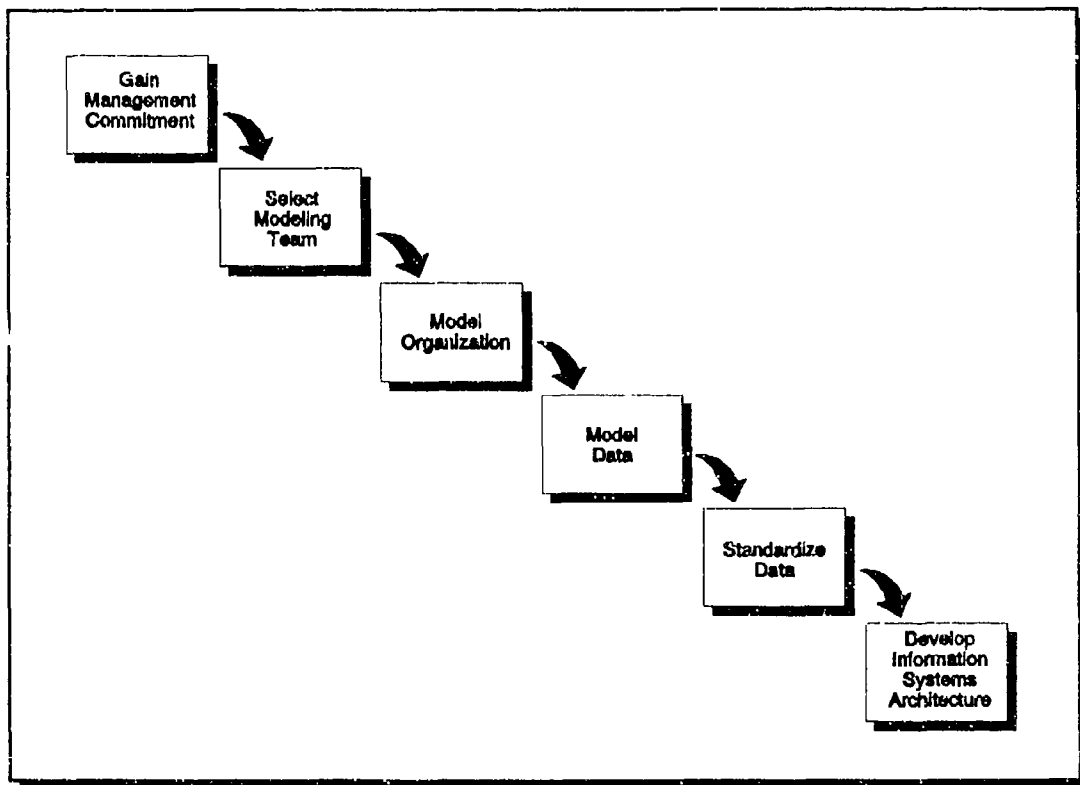 Gain
Management
Commitment
Select
Modeling
Team
Model
Organization
Model
Data
Standardize
Data
Develop
Information
Systems
Architecture